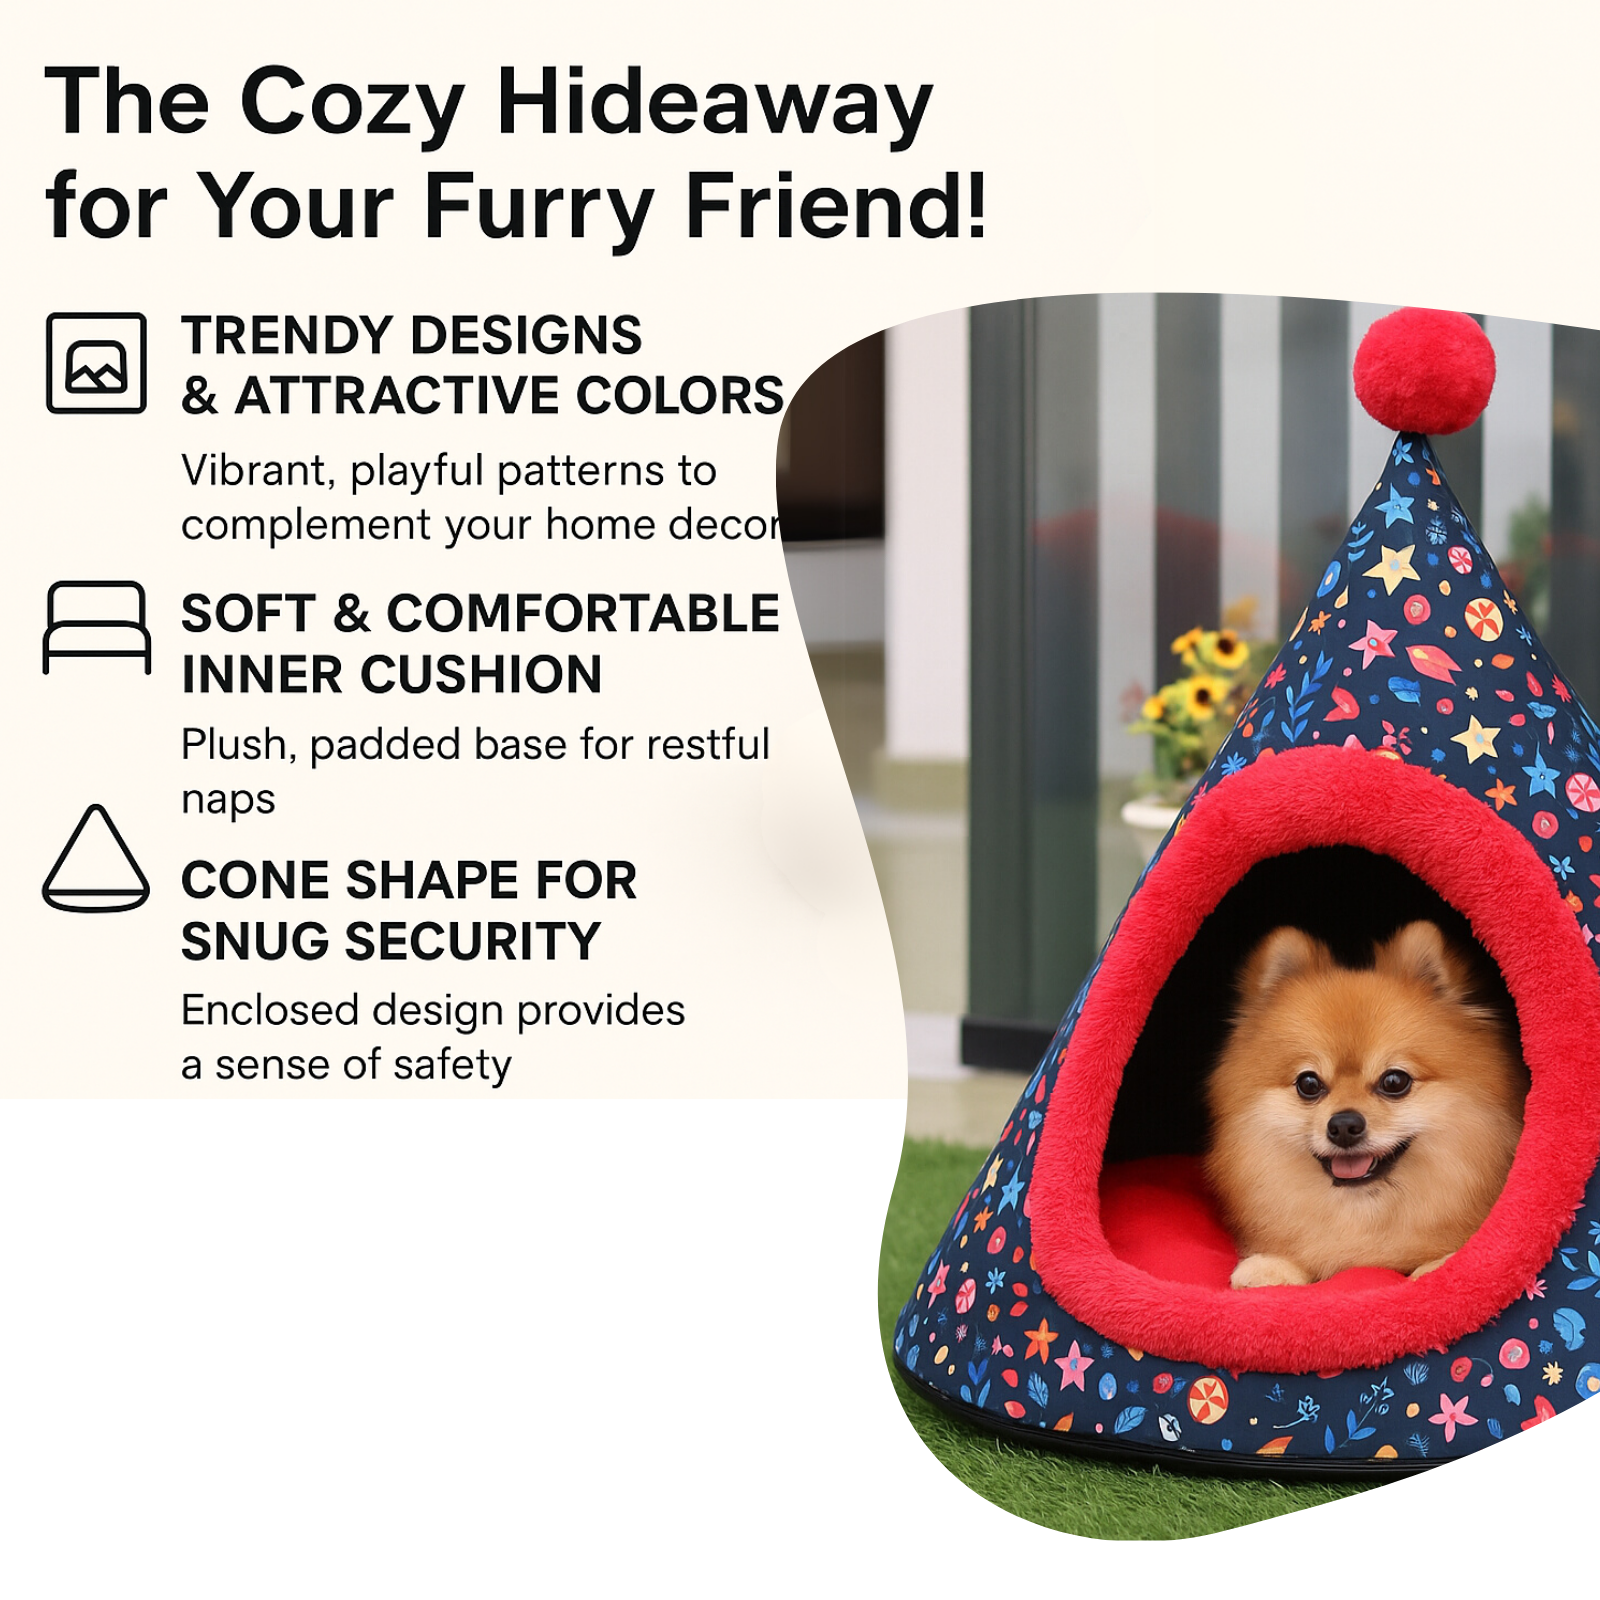 The Cozy Hideaway
for Your Furry Friend!
TRENDY DESIGNS
& ATTRACTIVE COLORS
Vibrant, playful patterns to
complement your home decor
SOFT & COMFORTABLE
INNER CUSHION
Plush, padded base for restful
naps
CONE SHAPE FOR
SNUG SECURITY
Enclosed design provides
a sense of safety